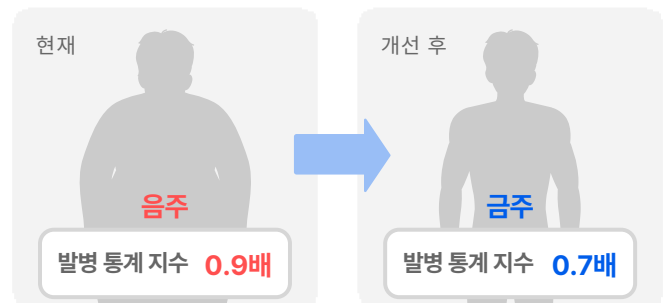 현재
음주
발병 통계 지수 0.9배
개선 후
금주
발병 통계 지수 0.7배